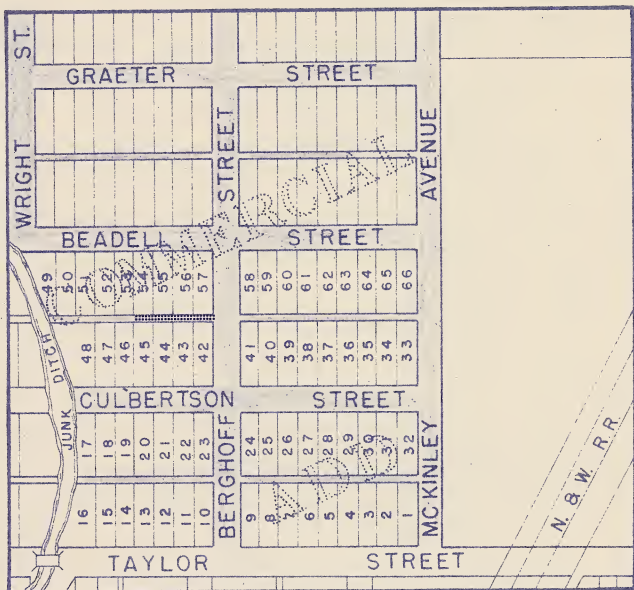 WRIGHT ST.
GRAETER STREET
BERGHOFF STREET
MCKINLEY AVENUE
BEADELL STREET
COMMERCIAL
ADD
49 50 51 52 53 54 55 56 57
58 59 60 61 62 63 64 65 66
JUNK DITCH
48 47 46 45 44 43 42
41 40 39 38 37 36 35 34 33
CULBERTSON STREET
17 18 19 20 21 22 23
24 25 26 27 28 29 30 31 32
16 15 14 13 12 11 10
9 8 7 6 5 4 3 2 1
TAYLOR STREET
N. & W. RR